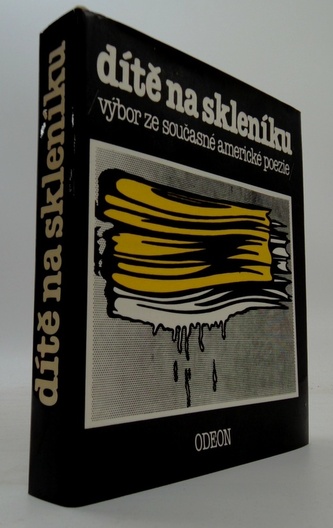 dítě na skleníku
výbor ze současné americké poezie
ODEON
dítě na skleníku